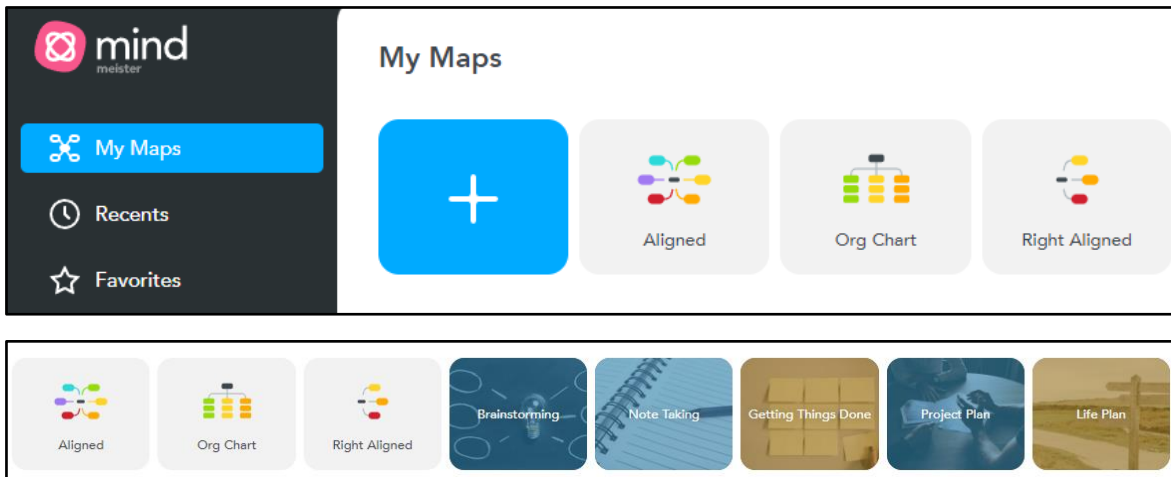 mind
meister
My Maps
My Maps
Recents
Favorites
Aligned
Org Chart
Right Aligned
Aligned
Org Chart
Right Aligned
Brainstorming
Note Taking
Getting Things Done
Project Plan
Life Plan